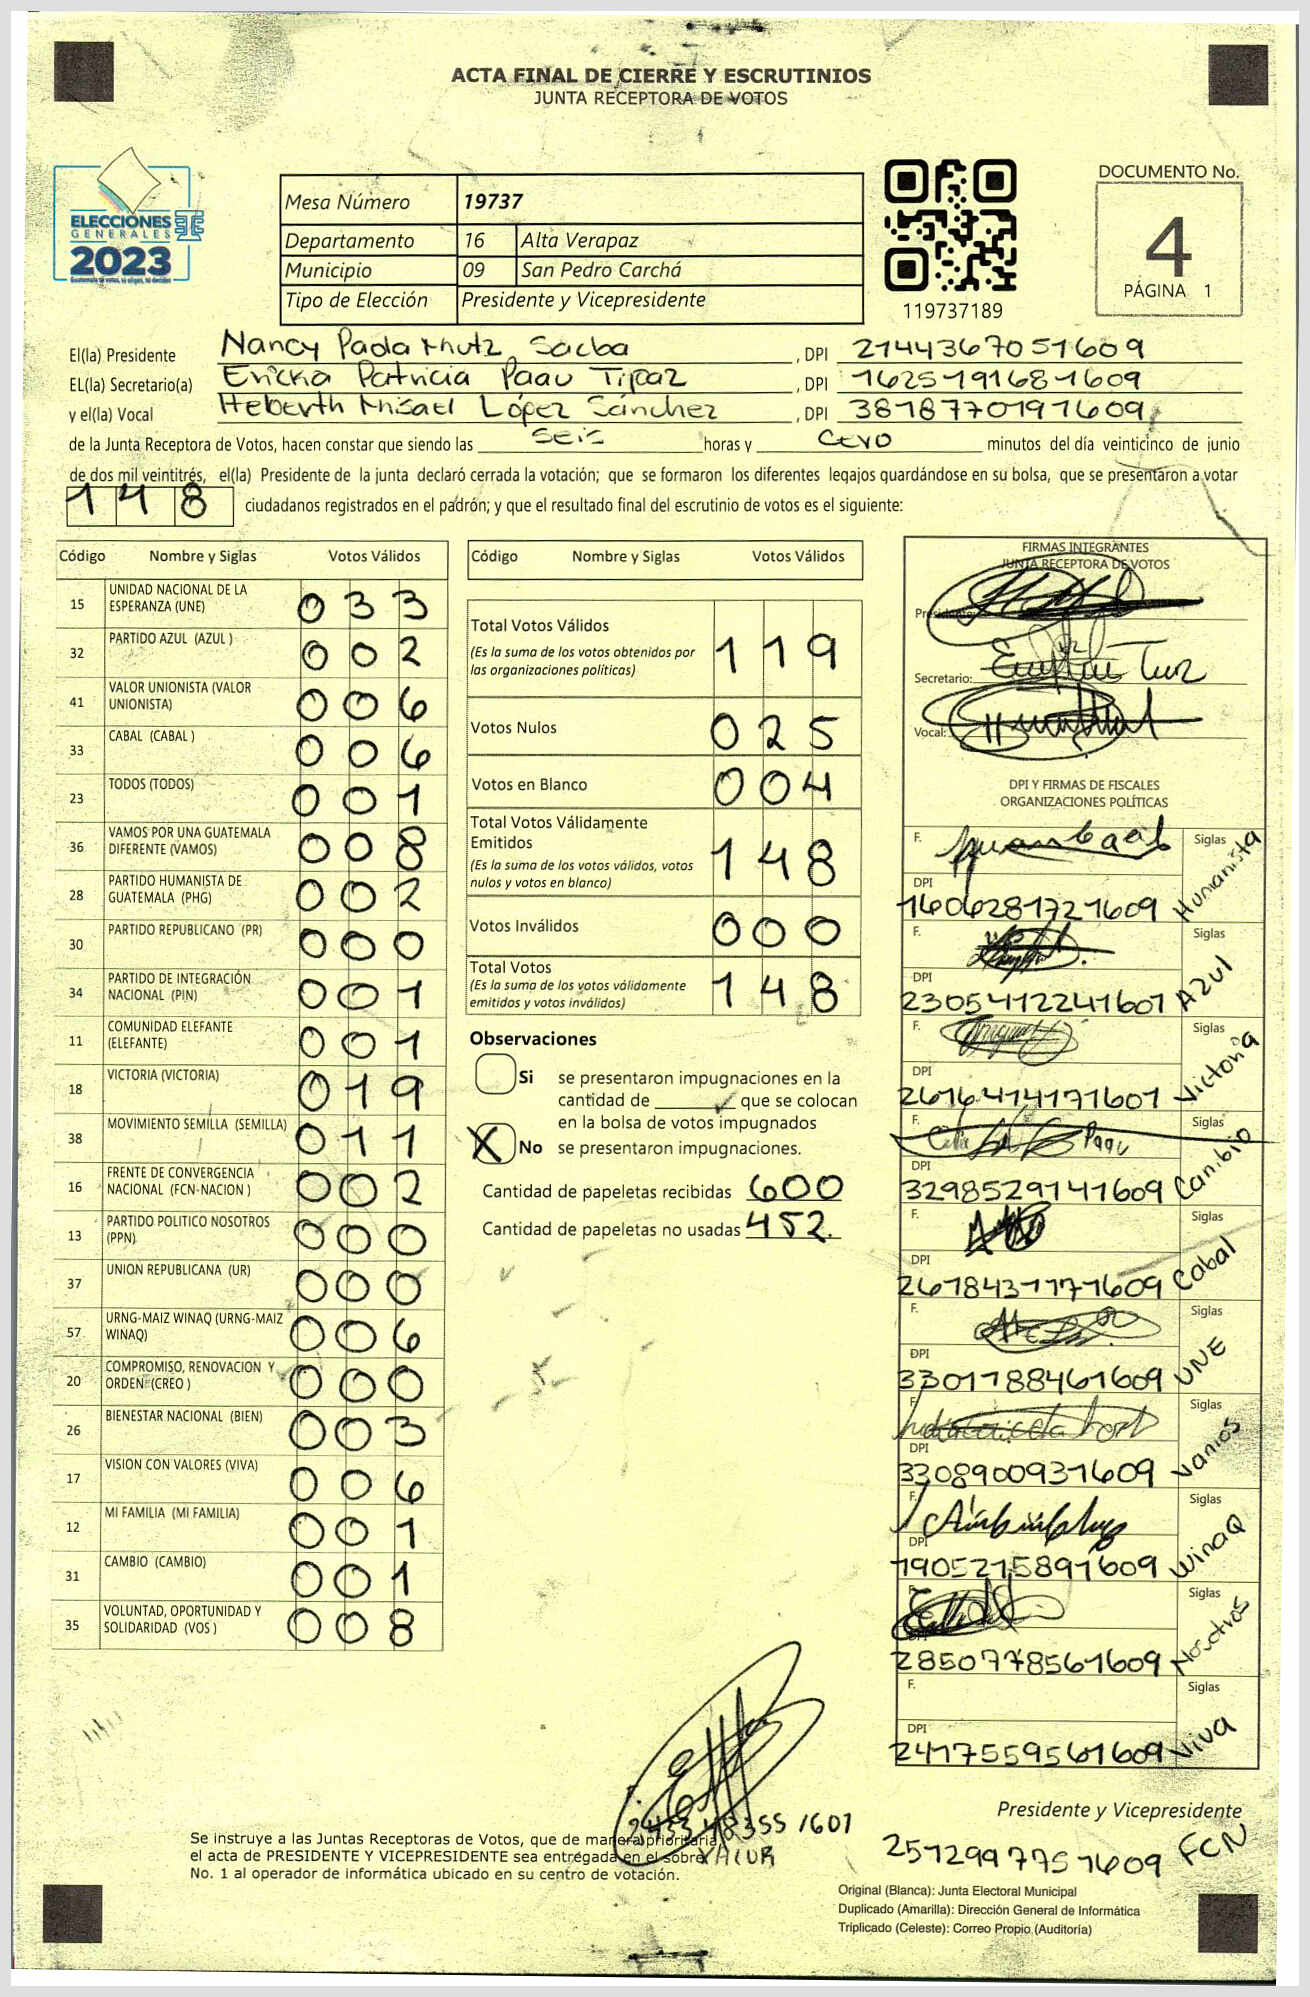 ACTA FINAL DE CIERRE Y ESCRUTINIOS
JUNTA RECEPTORA DE VOTOS
ELECCIONES
GENERALES
2023
Mesa Número 19737
Departamento 16 Alta Verapaz
Municipio 09 San Pedro Carchá
Tipo de Elección Presidente y Vicepresidente
119737189
DOCUMENTO No.
4
PÁGINA 1
El(la) Presidente Nancy Paola , DPI 2144367051609
EL(la) Secretario(a) Ericka Patricia Paau Tipaz , DPI 1625191681609
y el(la) Vocal Heberth Misael López Sánchez , DPI 3818770191609
de la Junta Receptora de Votos, hacen constar que siendo las seis horas y cero minutos del día veinticinco de junio
de dos mil veintitrés, el(la) Presidente de la junta declaró cerrada la votación; que se formaron los diferentes legajos guardándose en su bolsa, que se presentaron a votar
148 ciudadanos registrados en el padrón; y que el resultado final del escrutinio de votos es el siguiente:
Código Nombre y Siglas Votos Válidos
15 UNIDAD NACIONAL DE LA ESPERANZA (UNE) 033
32 PARTIDO AZUL (AZUL ) 002
41 VALOR UNIONISTA (VALOR UNIONISTA) 006
33 CABAL (CABAL ) 006
23 TODOS (TODOS) 001
36 VAMOS POR UNA GUATEMALA DIFERENTE (VAMOS) 008
28 PARTIDO HUMANISTA DE GUATEMALA (PHG) 002
30 PARTIDO REPUBLICANO (PR) 000
34 PARTIDO DE INTEGRACIÓN NACIONAL (PIN) 001
11 COMUNIDAD ELEFANTE (ELEFANTE) 001
18 VICTORIA (VICTORIA) 019
38 MOVIMIENTO SEMILLA (SEMILLA) 011
16 FRENTE DE CONVERGENCIA NACIONAL (FCN-NACION ) 002
13 PARTIDO POLITICO NOSOTROS (PPN) 000
37 UNION REPUBLICANA (UR) 000
57 URNG-MAIZ WINAQ (URNG-MAIZ WINAQ) 006
20 COMPROMISO, RENOVACION Y ORDEN (CREO ) 000
26 BIENESTAR NACIONAL (BIEN) 003
17 VISION CON VALORES (VIVA) 006
12 MI FAMILIA (MI FAMILIA) 001
31 CAMBIO (CAMBIO) 001
35 VOLUNTAD, OPORTUNIDAD Y SOLIDARIDAD (VOS ) 008
Código Nombre y Siglas Votos Válidos
Total Votos Válidos 119
(Es la suma de los votos obtenidos por
las organizaciones políticas)
Votos Nulos 025
Votos en Blanco 004
Total Votos Válidamente
Emitidos 148
(Es la suma de los votos válidos, votos
nulos y votos en blanco)
Votos Inválidos 000
Total Votos 148
(Es la suma de los votos válidamente
emitidos y votos inválidos)
Observaciones
Si se presentaron impugnaciones en la
cantidad de que se colocan
en la bolsa de votos impugnados
X No se presentaron impugnaciones.
Cantidad de papeletas recibidas 600
Cantidad de papeletas no usadas 452.
FIRMAS INTEGRANTES
JUNTA RECEPTORA DE VOTOS
Presidente:
Secretario:
Vocal:
DPI Y FIRMAS DE FISCALES
ORGANIZACIONES POLÍTICAS
F. Siglas Humanista
DPI
1606281721609
F. Siglas Azul
DPI
2305412241601
F. Siglas Victoria
DPI
2616414171601
F. Paau Siglas Cambio
DPI
3298529141609
F. Siglas Cabal
DPI
2618431171609
F. Siglas UNE
DPI
3301788461609
F. Siglas Vamos
DPI
3308900931609
F. Siglas WinaQ
DPI
1905215891609
F. Siglas Nosotros
DPI
2850778561609
F. Siglas Viva
DPI
2417559561609
Presidente y Vicepresidente
2512997751609 FCN
1601
VALOR
Se instruye a las Juntas Receptoras de Votos, que de manera prioritaria,
el acta de PRESIDENTE Y VICEPRESIDENTE sea entregada en el sobre
No. 1 al operador de informática ubicado en su centro de votación.
Original (Blanca): Junta Electoral Municipal
Duplicado (Amarilla): Dirección General de Informática
Triplicado (Celeste): Correo Propio (Auditoría)